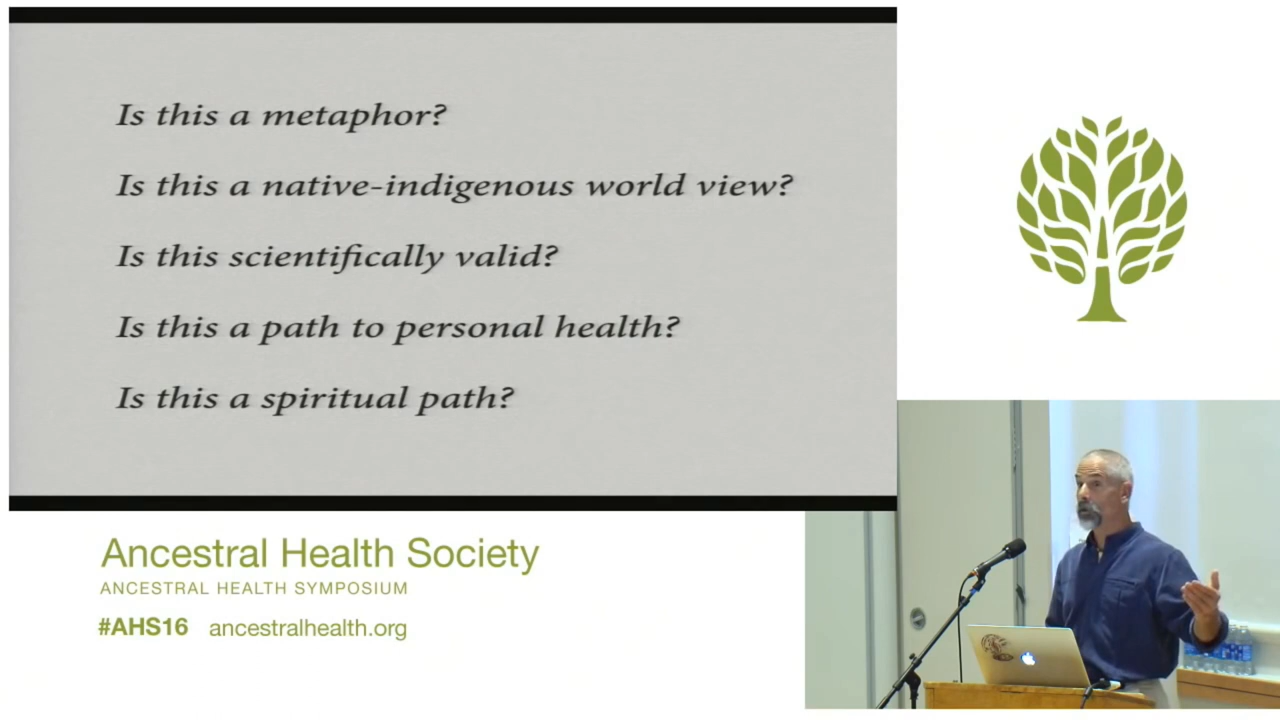 Is this a metaphor?
Is this a native-indigenous world view?
Is this scientifically valid?
Is this a path to personal health?
Is this a spiritual path?
Ancestral Health Society
ANCESTRAL HEALTH SYMPOSIUM
#AHS16 ancestralhealth.org